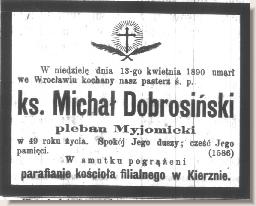 W niedzielę dnia 13-go kwietnia 1890 umarł
we Wrocławiu kochany nasz pasterz ś. p.
ks. Michał Dobrosiński
pleban Myjomicki
w 49 roku życia. Spokój Jego duszy; cześć Jego
pamięci. (1586)
W smutku pogrążeni
parafianie kościoła filialnego w Kierznie.